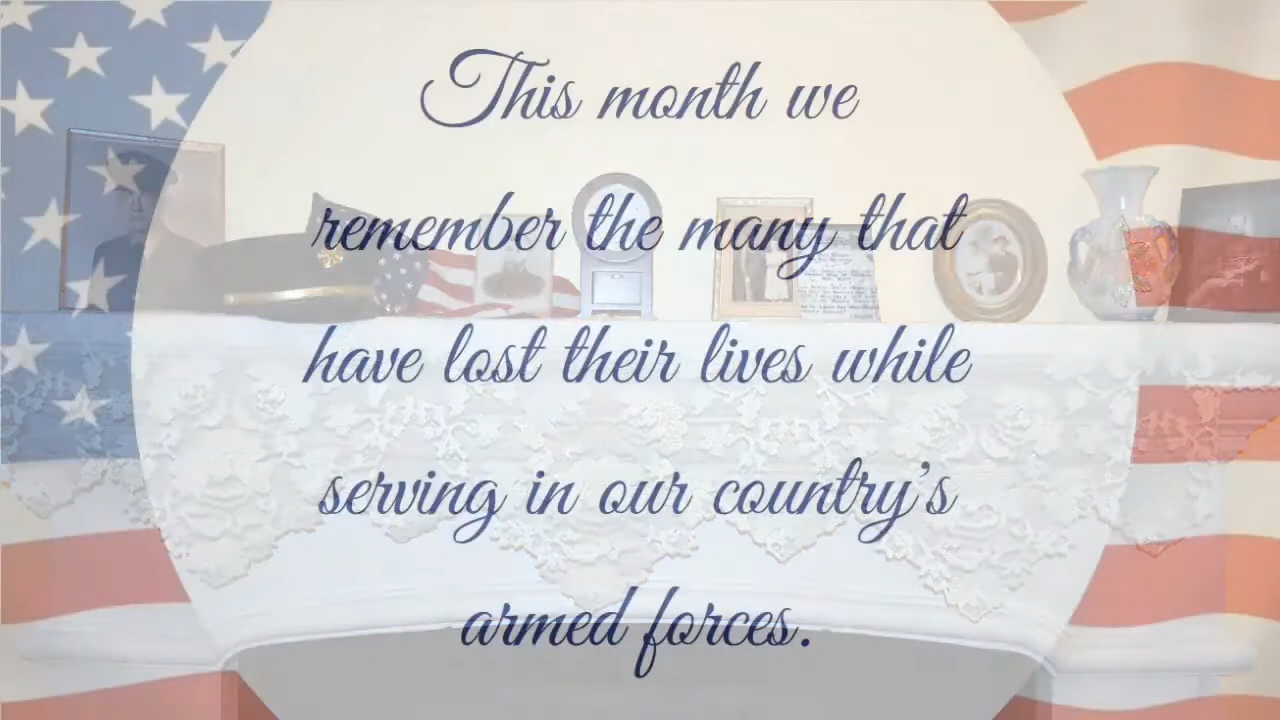 This month we
remember the many that
have lost their lives while
serving in our country's
armed forces.